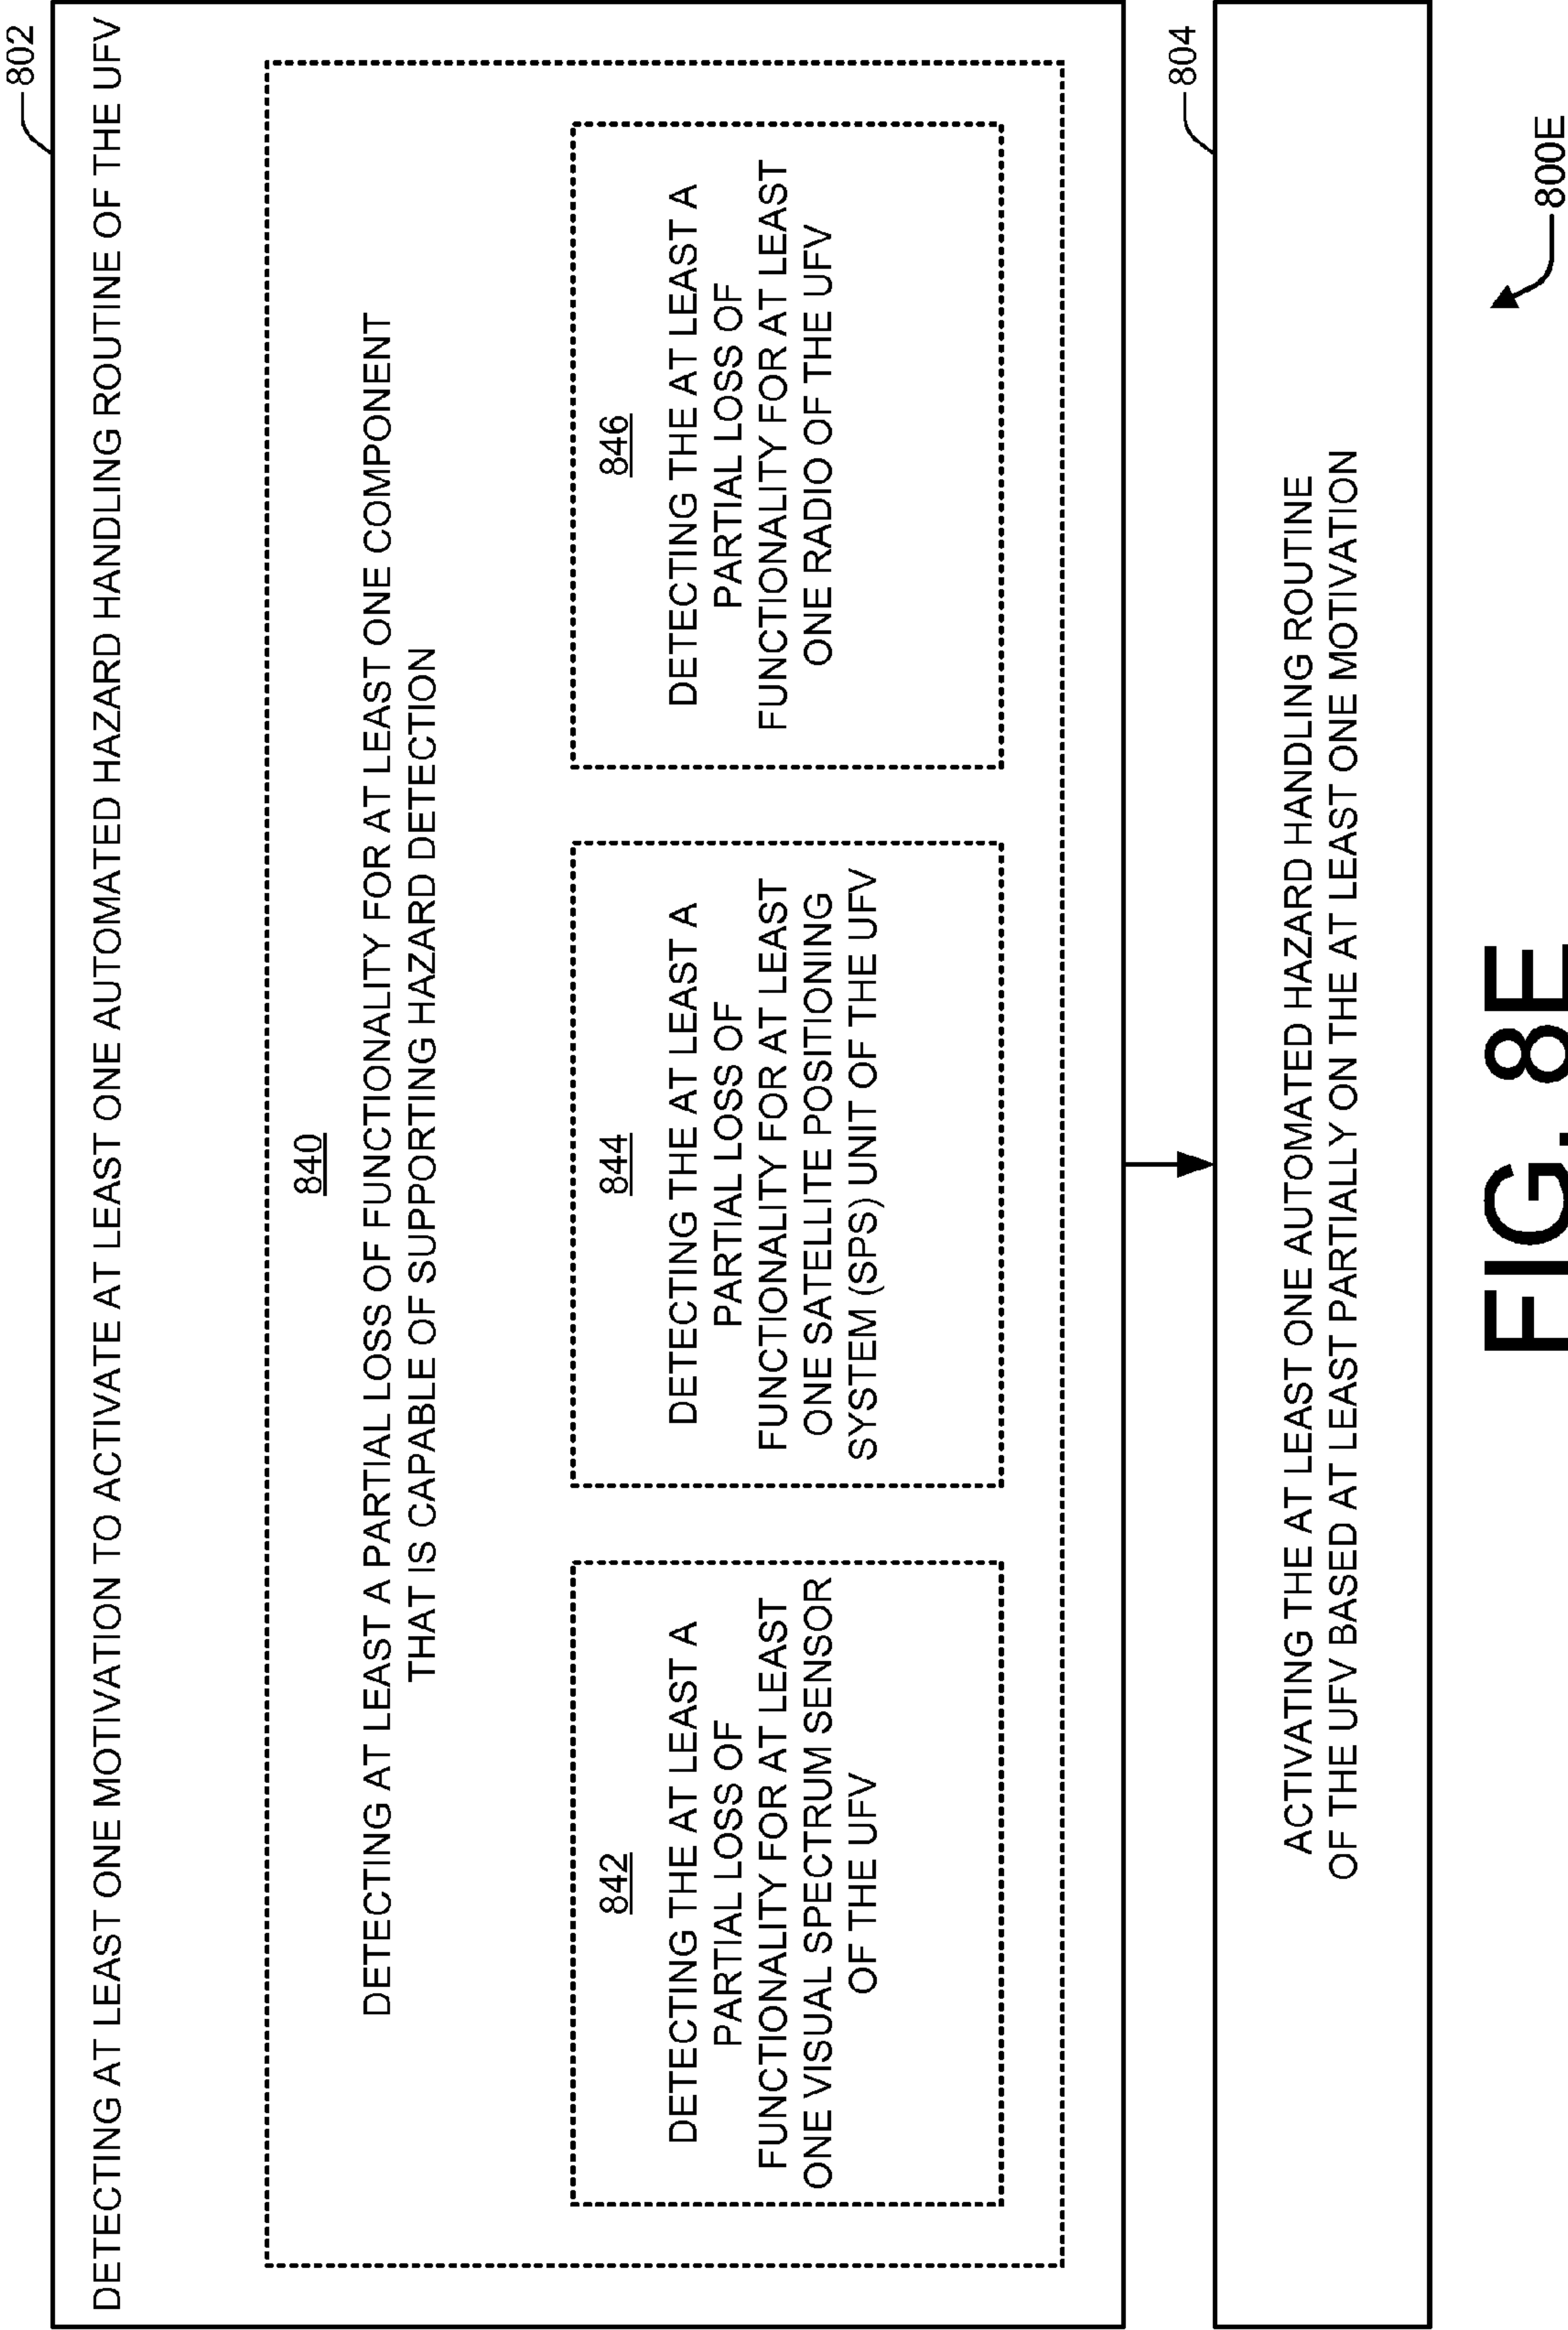 802
DETECTING AT LEAST ONE MOTIVATION TO ACTIVATE AT LEAST ONE AUTOMATED HAZARD HANDLING ROUTINE OF THE UFV
840
DETECTING AT LEAST A PARTIAL LOSS OF FUNCTIONALITY FOR AT LEAST ONE COMPONENT
THAT IS CAPABLE OF SUPPORTING HAZARD DETECTION
842
DETECTING THE AT LEAST A
PARTIAL LOSS OF
FUNCTIONALITY FOR AT LEAST
ONE VISUAL SPECTRUM SENSOR
OF THE UFV
844
DETECTING THE AT LEAST A
PARTIAL LOSS OF
FUNCTIONALITY FOR AT LEAST
ONE SATELLITE POSITIONING
SYSTEM (SPS) UNIT OF THE UFV
846
DETECTING THE AT LEAST A
PARTIAL LOSS OF
FUNCTIONALITY FOR AT LEAST
ONE RADIO OF THE UFV
804
ACTIVATING THE AT LEAST ONE AUTOMATED HAZARD HANDLING ROUTINE
OF THE UFV BASED AT LEAST PARTIALLY ON THE AT LEAST ONE MOTIVATION
800E
FIG. 8E